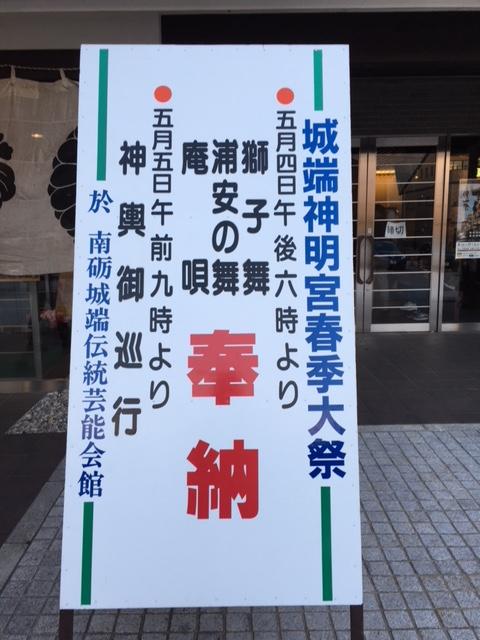 城端神明宮春季大祭
五月四日午後六時より
獅子舞
浦安の舞
庵唄
奉納
五月五日午前九時より
神輿御巡行
於 南砺城端伝統芸能会館
締切